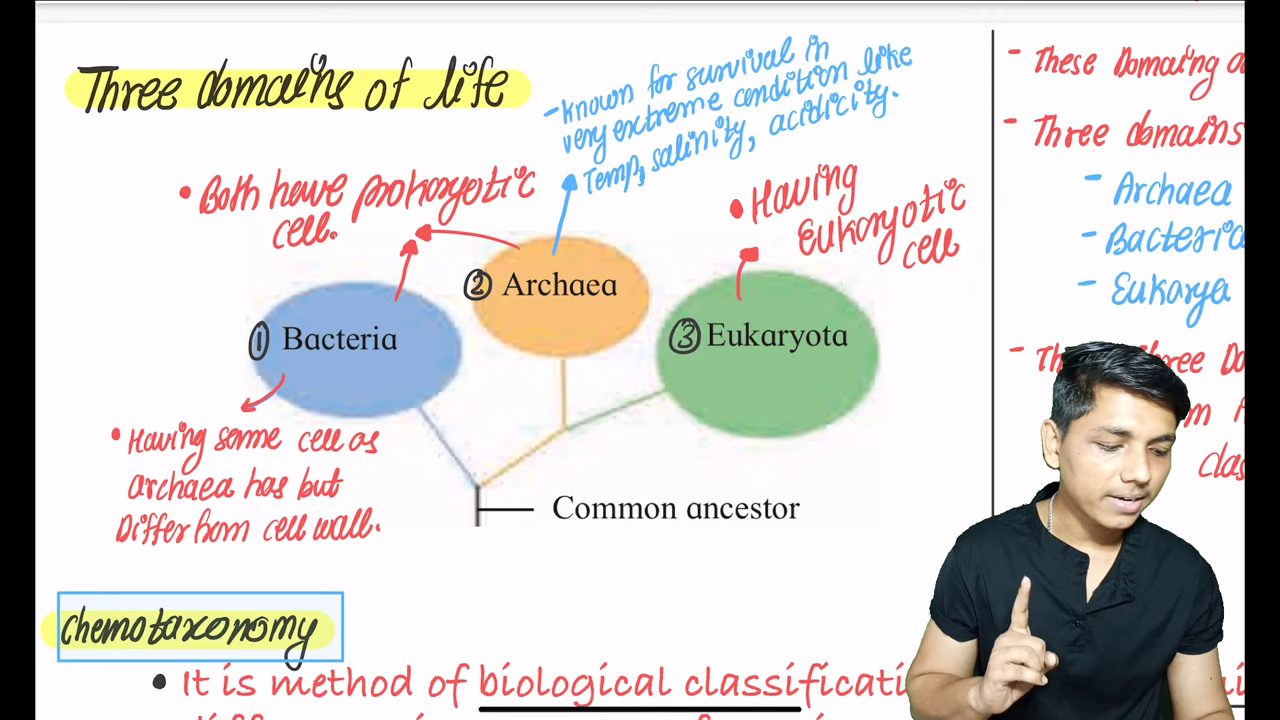 Three domains of life
-known for survival in
very extreme condition like
Temp, salinity, acidicity.
• Both have prokaryotic
cell.
• Having
Eukaryotic
cell
② Archaea
① Bacteria
③ Eukaryota
• Having same cell as
Archaea has but
Differ from cell wall.
Common ancestor
chemotaxonomy
• It is method of biological classificati
- These Domaing
- Three domains
- Archaea
- Bacteria
- Eukarya